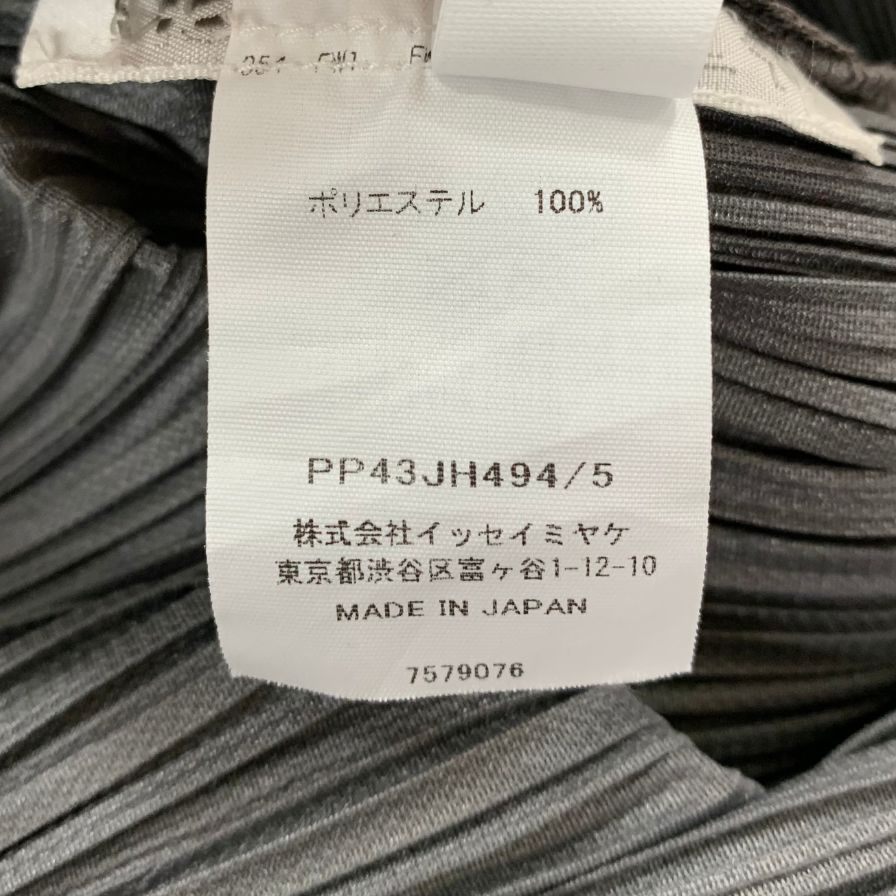 ポリエステル 100%
PP43JH494/5
株式会社イッセイミヤケ
東京都渋谷区富ヶ谷1-12-10
MADE IN JAPAN
7579076